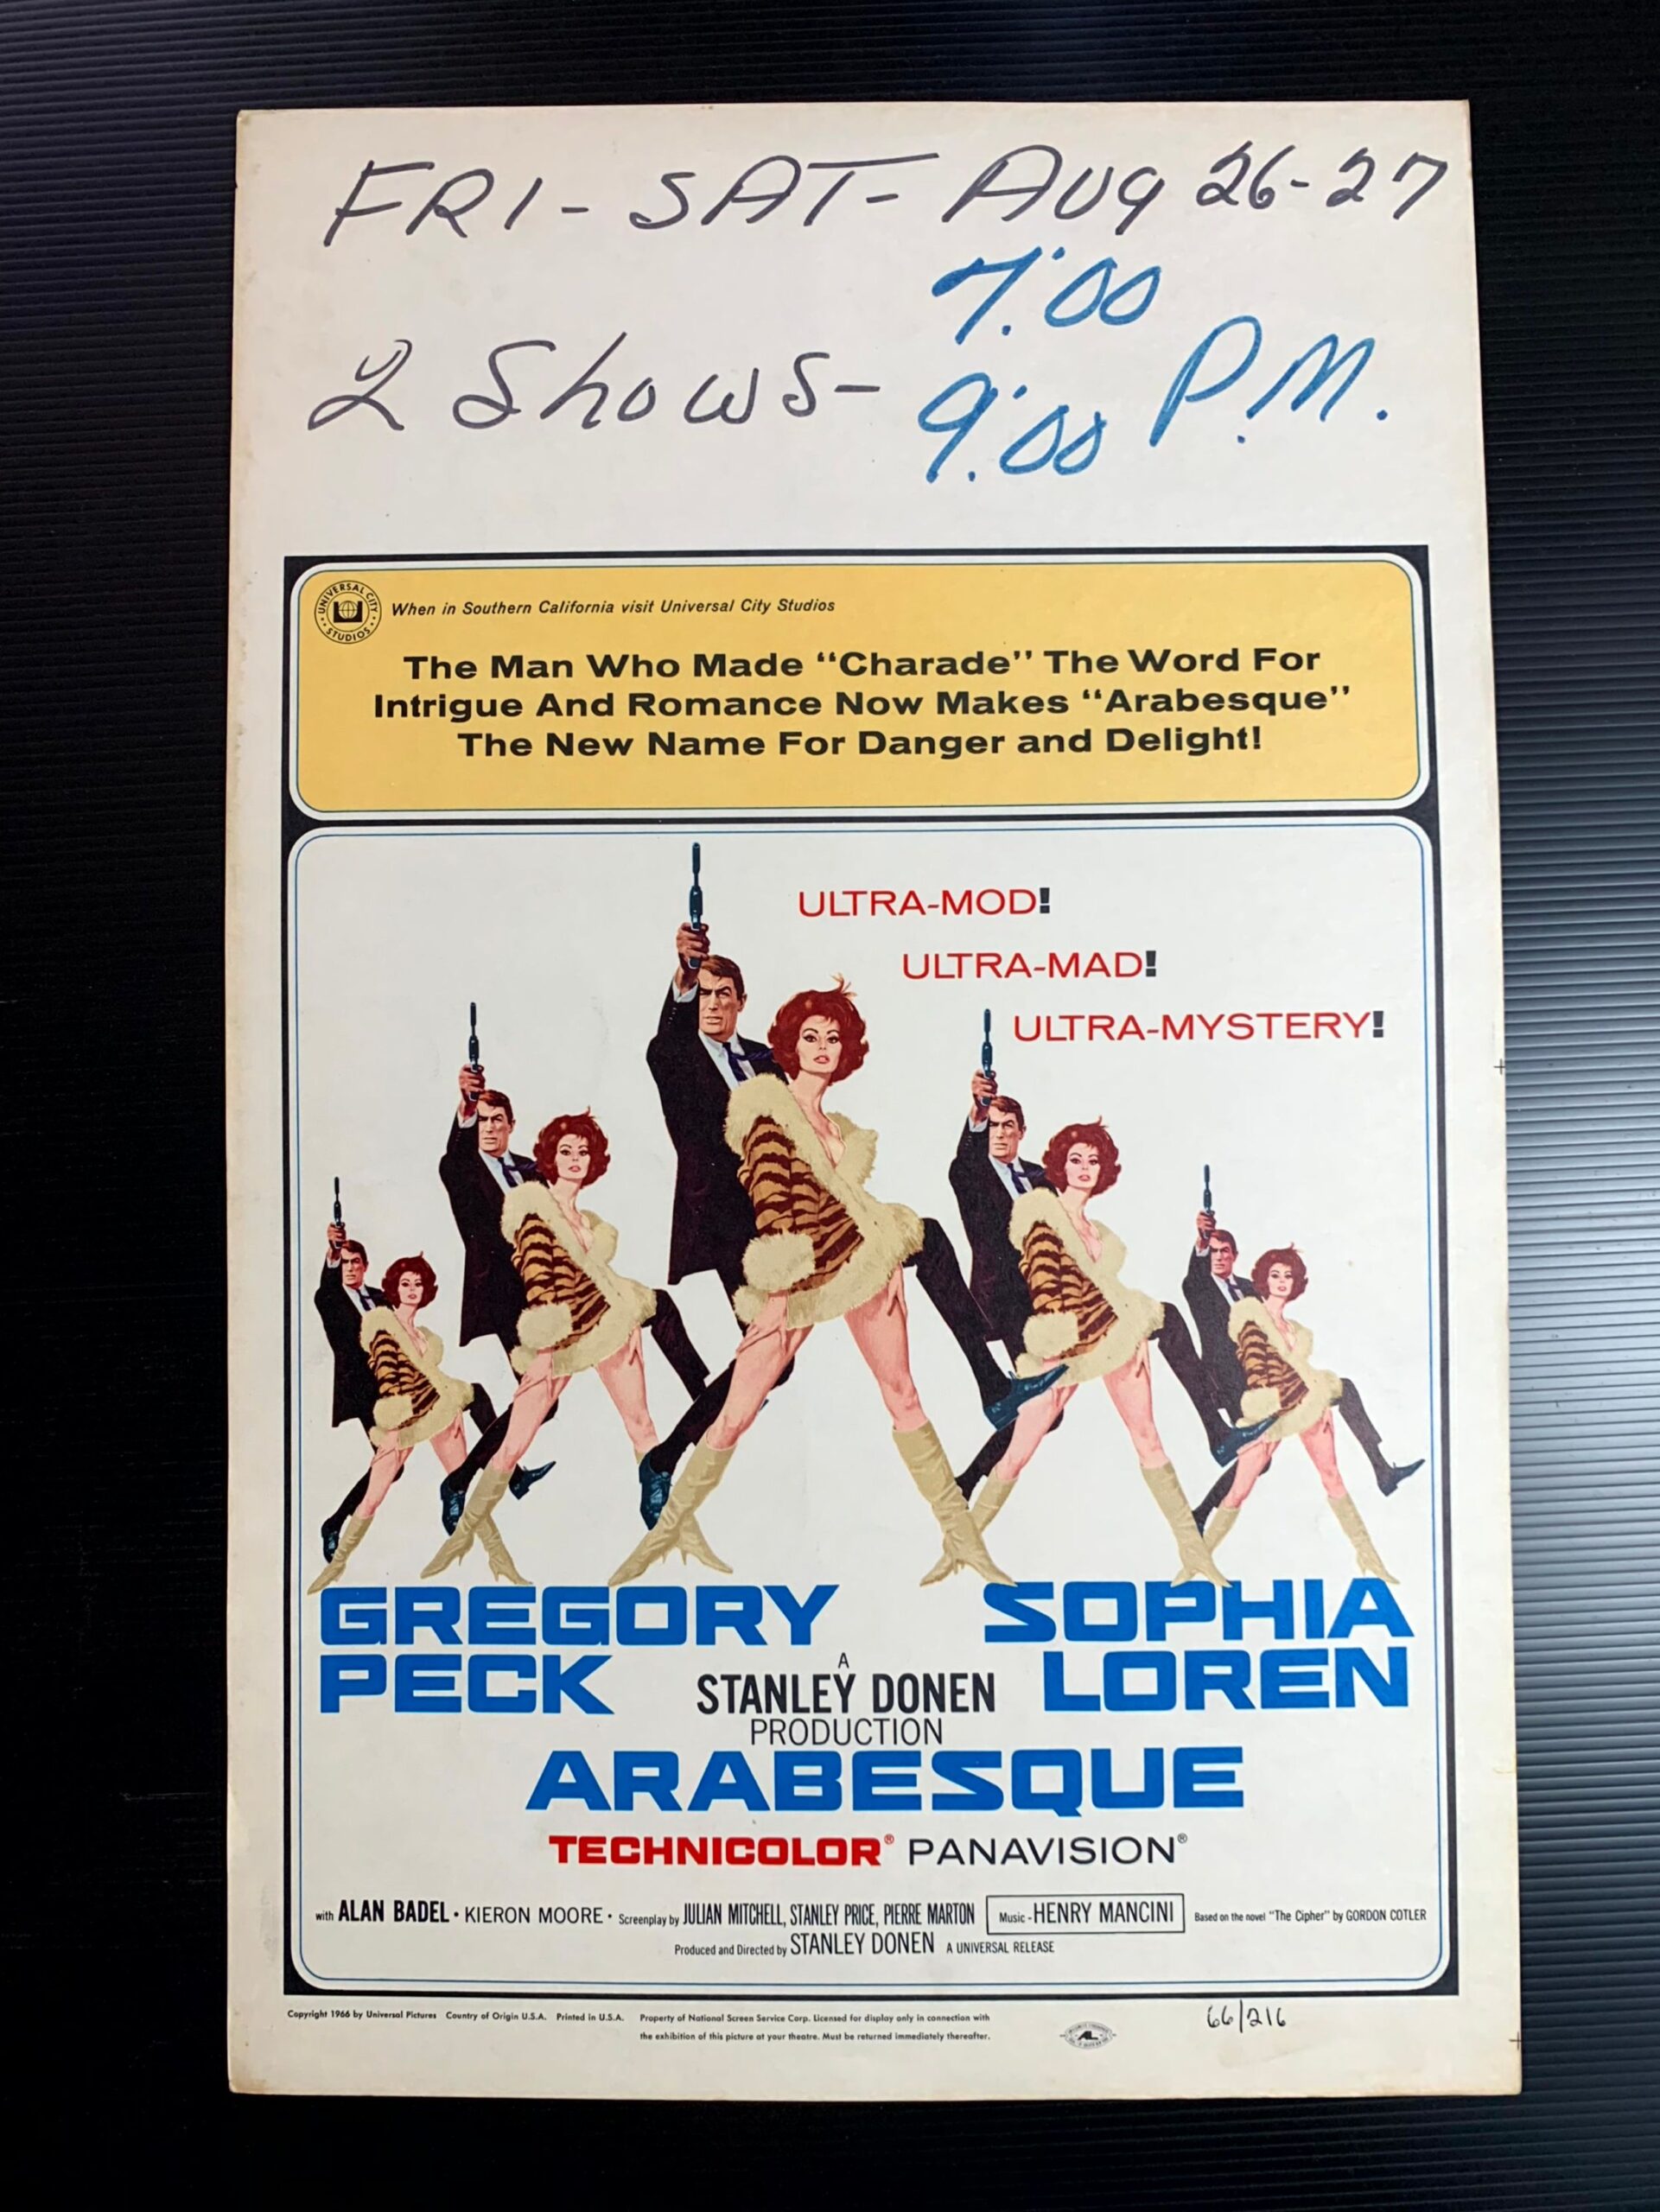 FRI - SAT - AUG 26-27
7:00
2 Shows - 9:00 P.M.
UNIVERSAL CITY STUDIOS
When in Southern California visit Universal City Studios
The Man Who Made "Charade" The Word For
Intrigue And Romance Now Makes "Arabesque"
The New Name For Danger and Delight!
ULTRA-MOD!
ULTRA-MAD!
ULTRA-MYSTERY!
GREGORY PECK
SOPHIA LOREN
A
STANLEY DONEN
PRODUCTION
ARABESQUE
TECHNICOLOR® PANAVISION®
with ALAN BADEL • KIERON MOORE • Screenplay by JULIAN MITCHELL, STANLEY PRICE, PIERRE MARTON Music - HENRY MANCINI Based on the novel "The Cipher" by GORDON COTLER
Produced and Directed by STANLEY DONEN A UNIVERSAL RELEASE
Copyright 1966 by Universal Pictures Country of Origin U.S.A. Printed in U.S.A. Property of National Screen Service Corp. Licensed for display only in connection with
the exhibition of this picture at your theatre. Must be returned immediately thereafter.
AL
66/216